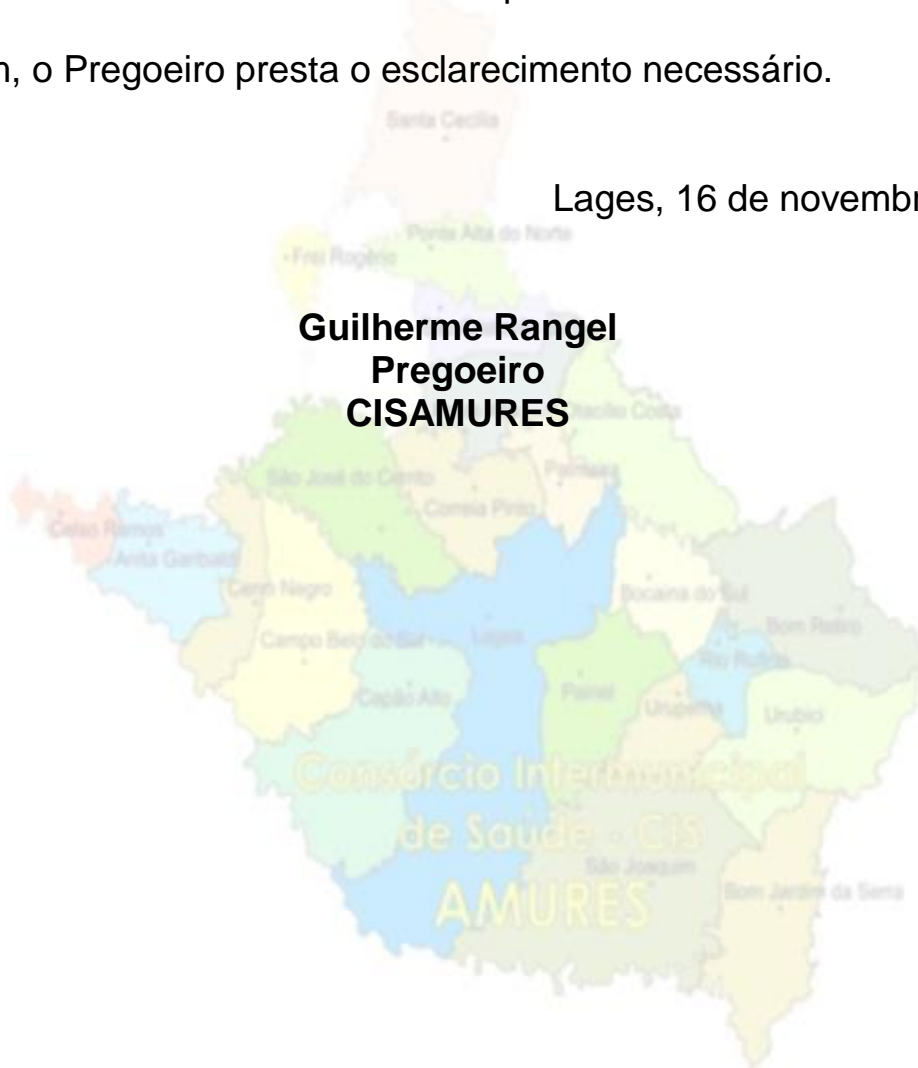 , o Pregoeiro presta o esclarecimento necessário.
Santa Cecília
Lages, 16 de novembr
Ponte Alta do Norte
Frei Rogério
Guilherme Rangel
Pregoeiro
CISAMURES
Otacílio Costa
São José do Cerrito
Palmeira
Correia Pinto
Celso Ramos
Anita Garibaldi
Cerro Negro
Bocaina do Sul
Campo Belo do Sul
Lages
Bom Retiro
Rio Rufino
Capão Alto
Painel
Urupema
Urubici
Consórcio Intermunicipal
de Saúde - CIS
São Joaquim
AMURES
Bom Jardim da Serra